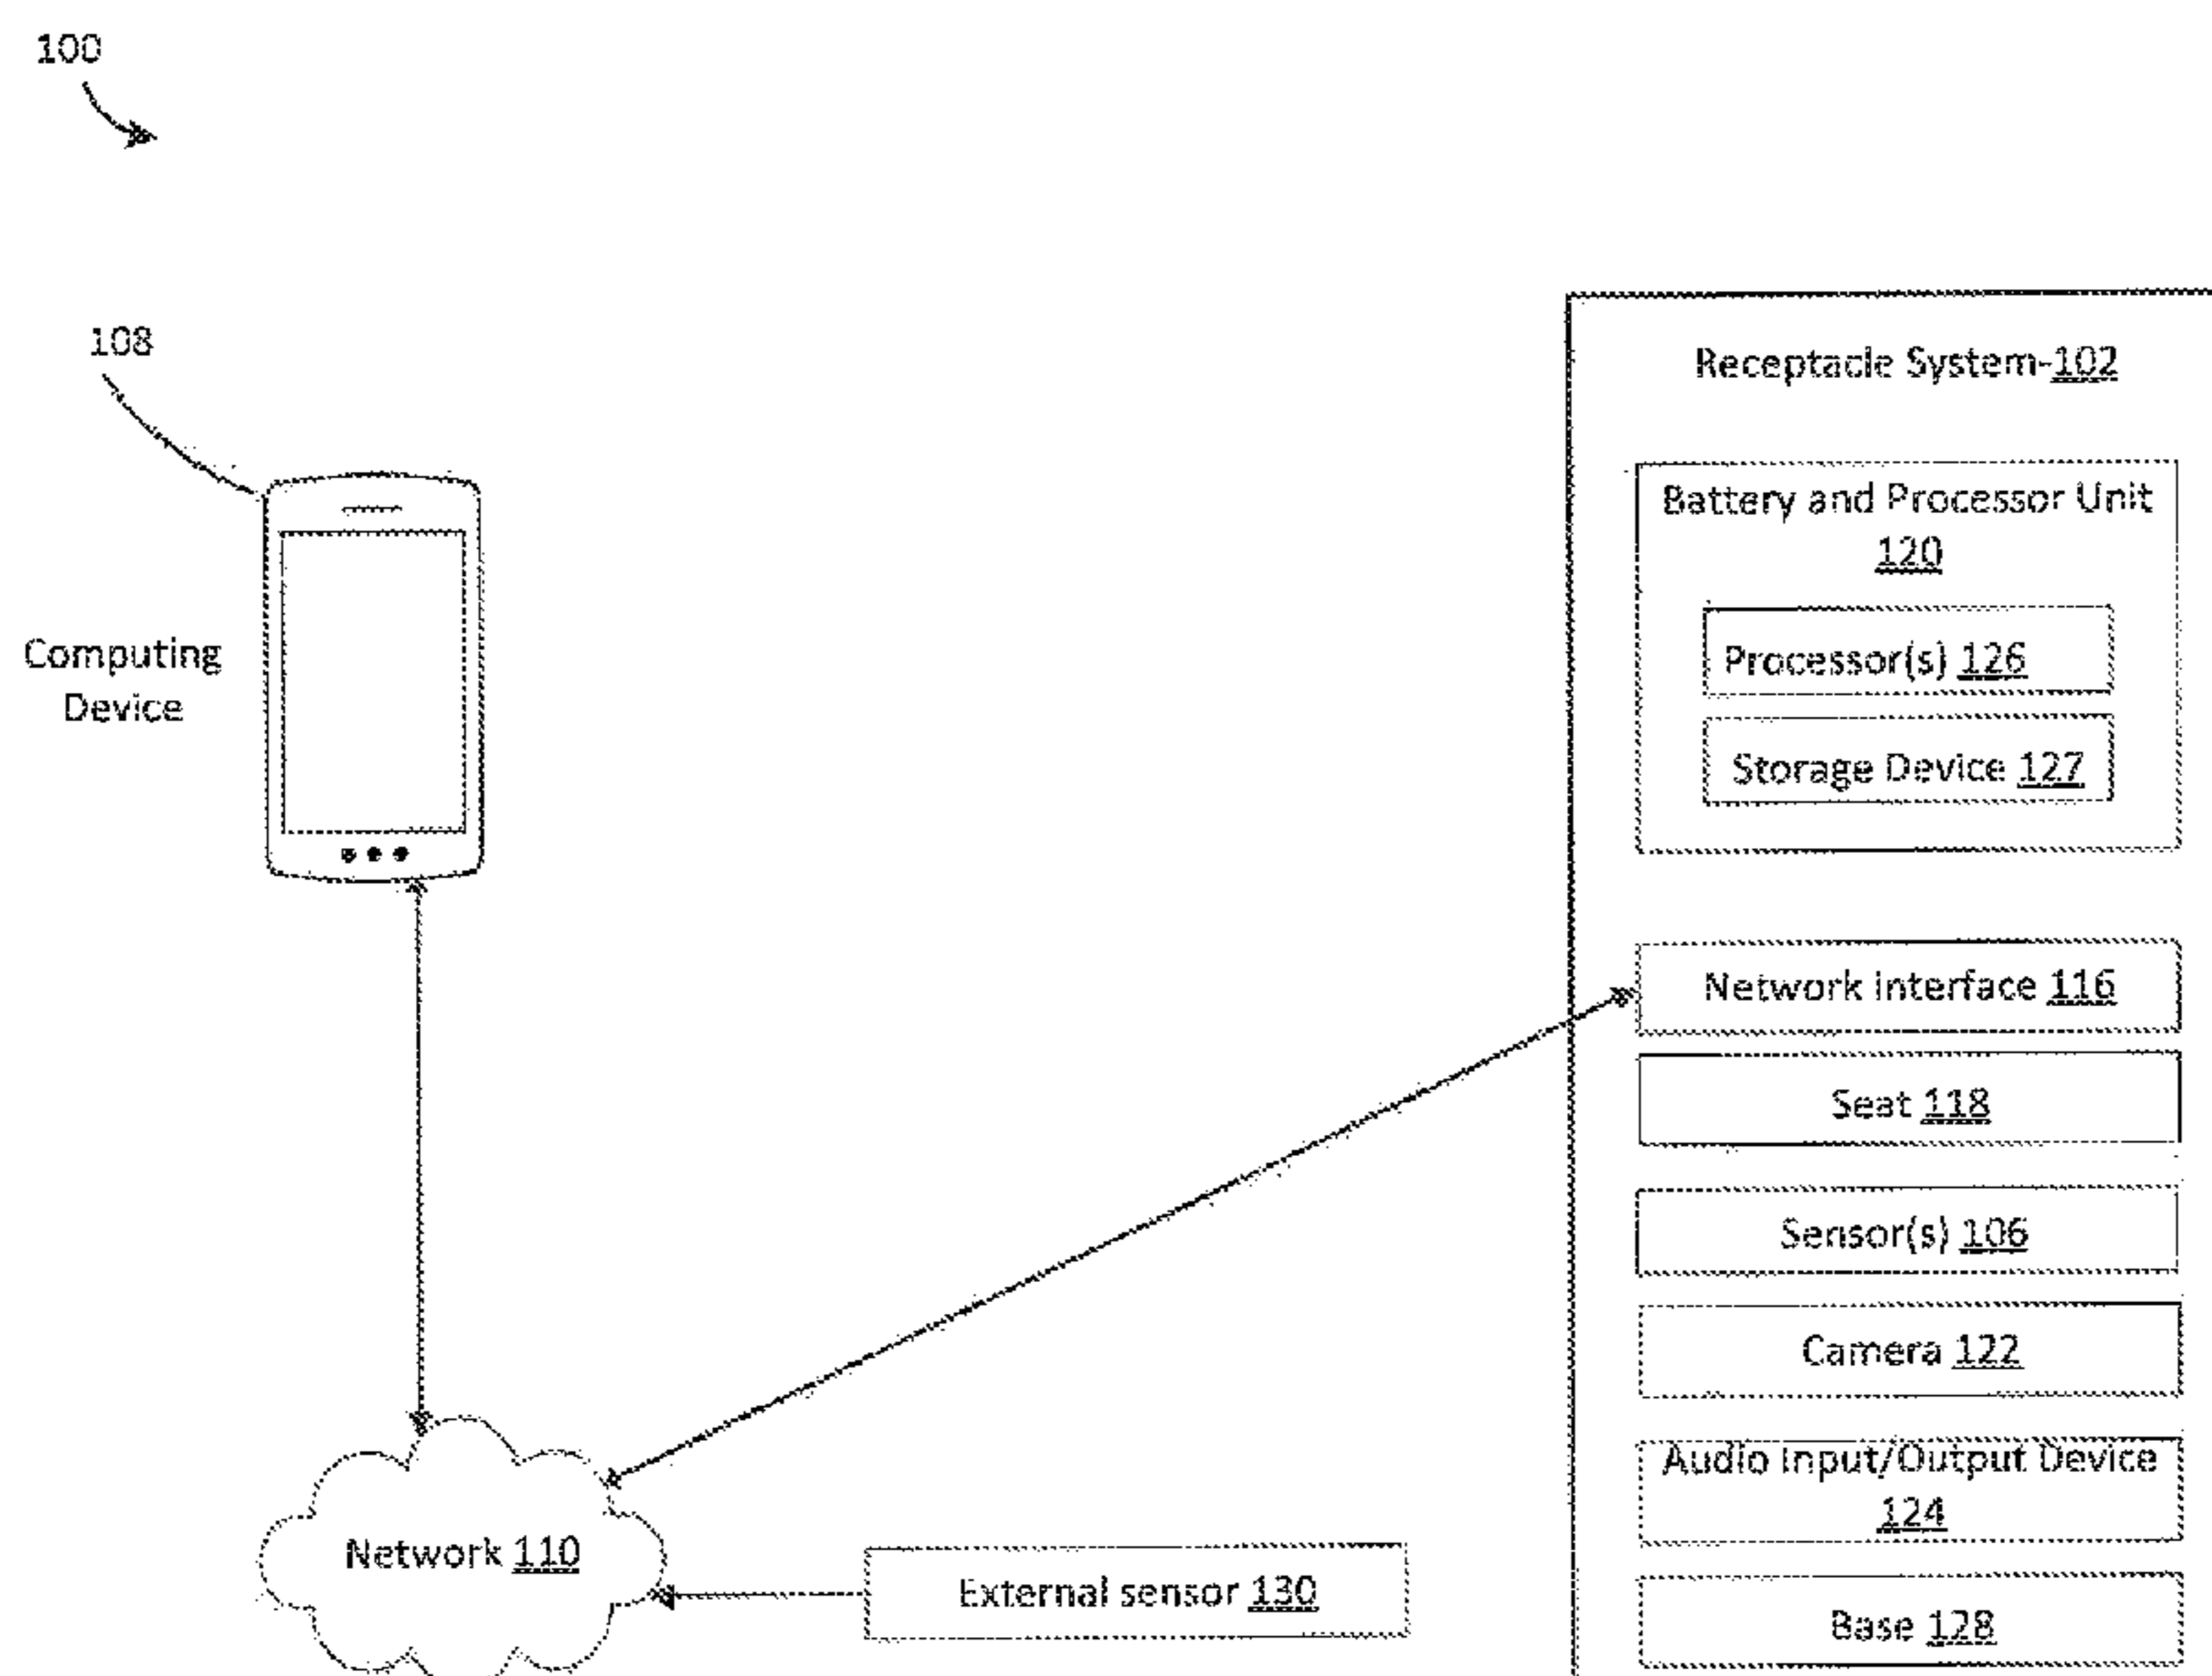 100
108
Computing
Device
Receptacle System-102
Battery and Processor Unit
120
Processor(s) 126
Storage Device 127
Network interface 116
Seat 118
Sensor(s) 106
Camera 122
Audio Input/Output Device
124
Base 128
Network 110
External sensor 130